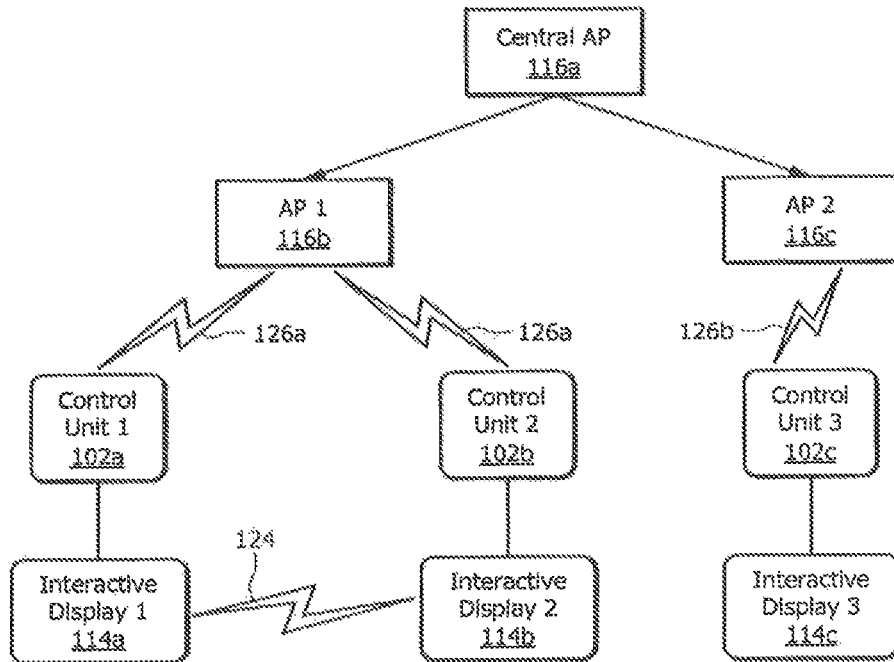 Central AP
116a
AP 1
116b
AP 2
116c
126a
126a
126b
Control
Unit 1
102a
Control
Unit 2
102b
Control
Unit 3
102c
124
Interactive
Display 1
114a
Interactive
Display 2
114b
Interactive
Display 3
114c